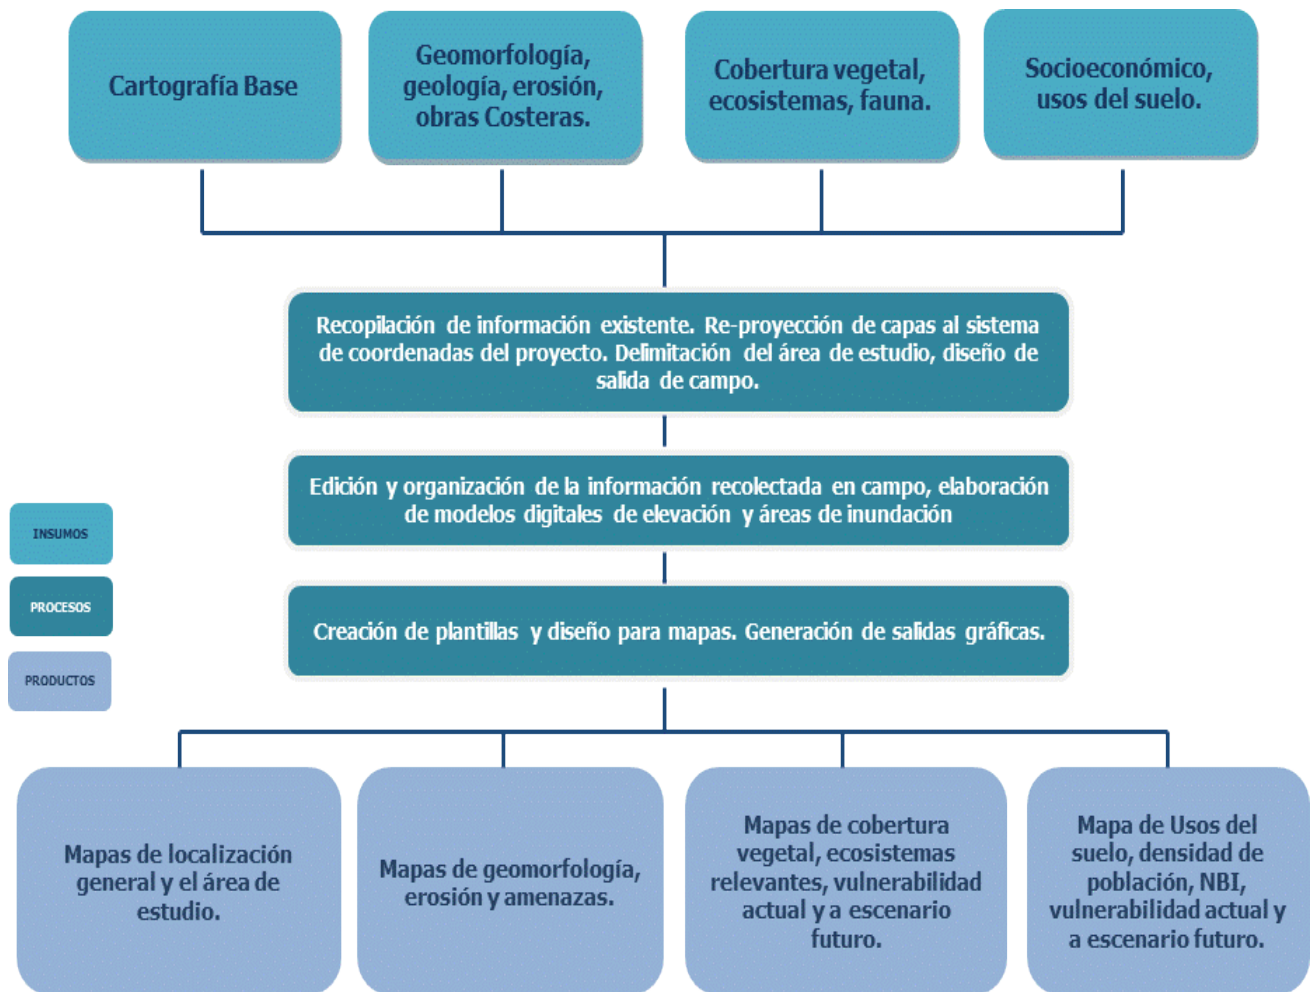 Cartografía Base
Geomorfología,
geología, erosión,
obras Costeras.
Cobertura vegetal,
ecosistemas, fauna.
Socioeconómico,
usos del suelo.
Recopilación de información existente. Re-proyección de capas al sistema
de coordenadas del proyecto. Delimitación del área de estudio, diseño de
salida de campo.
Edición y organización de la información recolectada en campo, elaboración
de modelos digitales de elevación y áreas de inundación
INSUMOS
PROCESOS
PRODUCTOS
Creación de plantillas y diseño para mapas. Generación de salidas gráficas.
Mapas de localización
general y el área de
estudio.
Mapas de geomorfología,
erosión y amenazas.
Mapas de cobertura
vegetal, ecosistemas
relevantes, vulnerabilidad
actual y a escenario
futuro.
Mapa de Usos del
suelo, densidad de
población, NBI,
vulnerabilidad actual y
a escenario futuro.